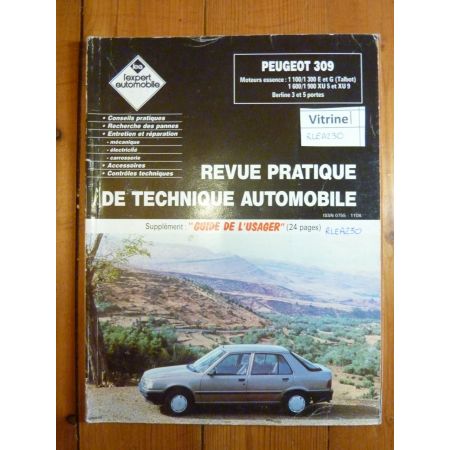 l'expert
automobile
PEUGEOT 309
Moteurs essence : 1 100/1 300 E et G (Talbot)
1 600/1 900 XU 5 et XU 9
Berline 3 et 5 portes
• Conseils pratiques
• Recherche des pannes
• Entretien et réparation
- mécanique
- électricité
- carrosserie
• Accessoires
• Contrôles techniques
Vitrine
RLEA230
REVUE PRATIQUE
DE TECHNIQUE AUTOMOBILE
ISSN 0755
Supplément : "GUIDE DE L'USAGER" (24 pages)
RLEA230